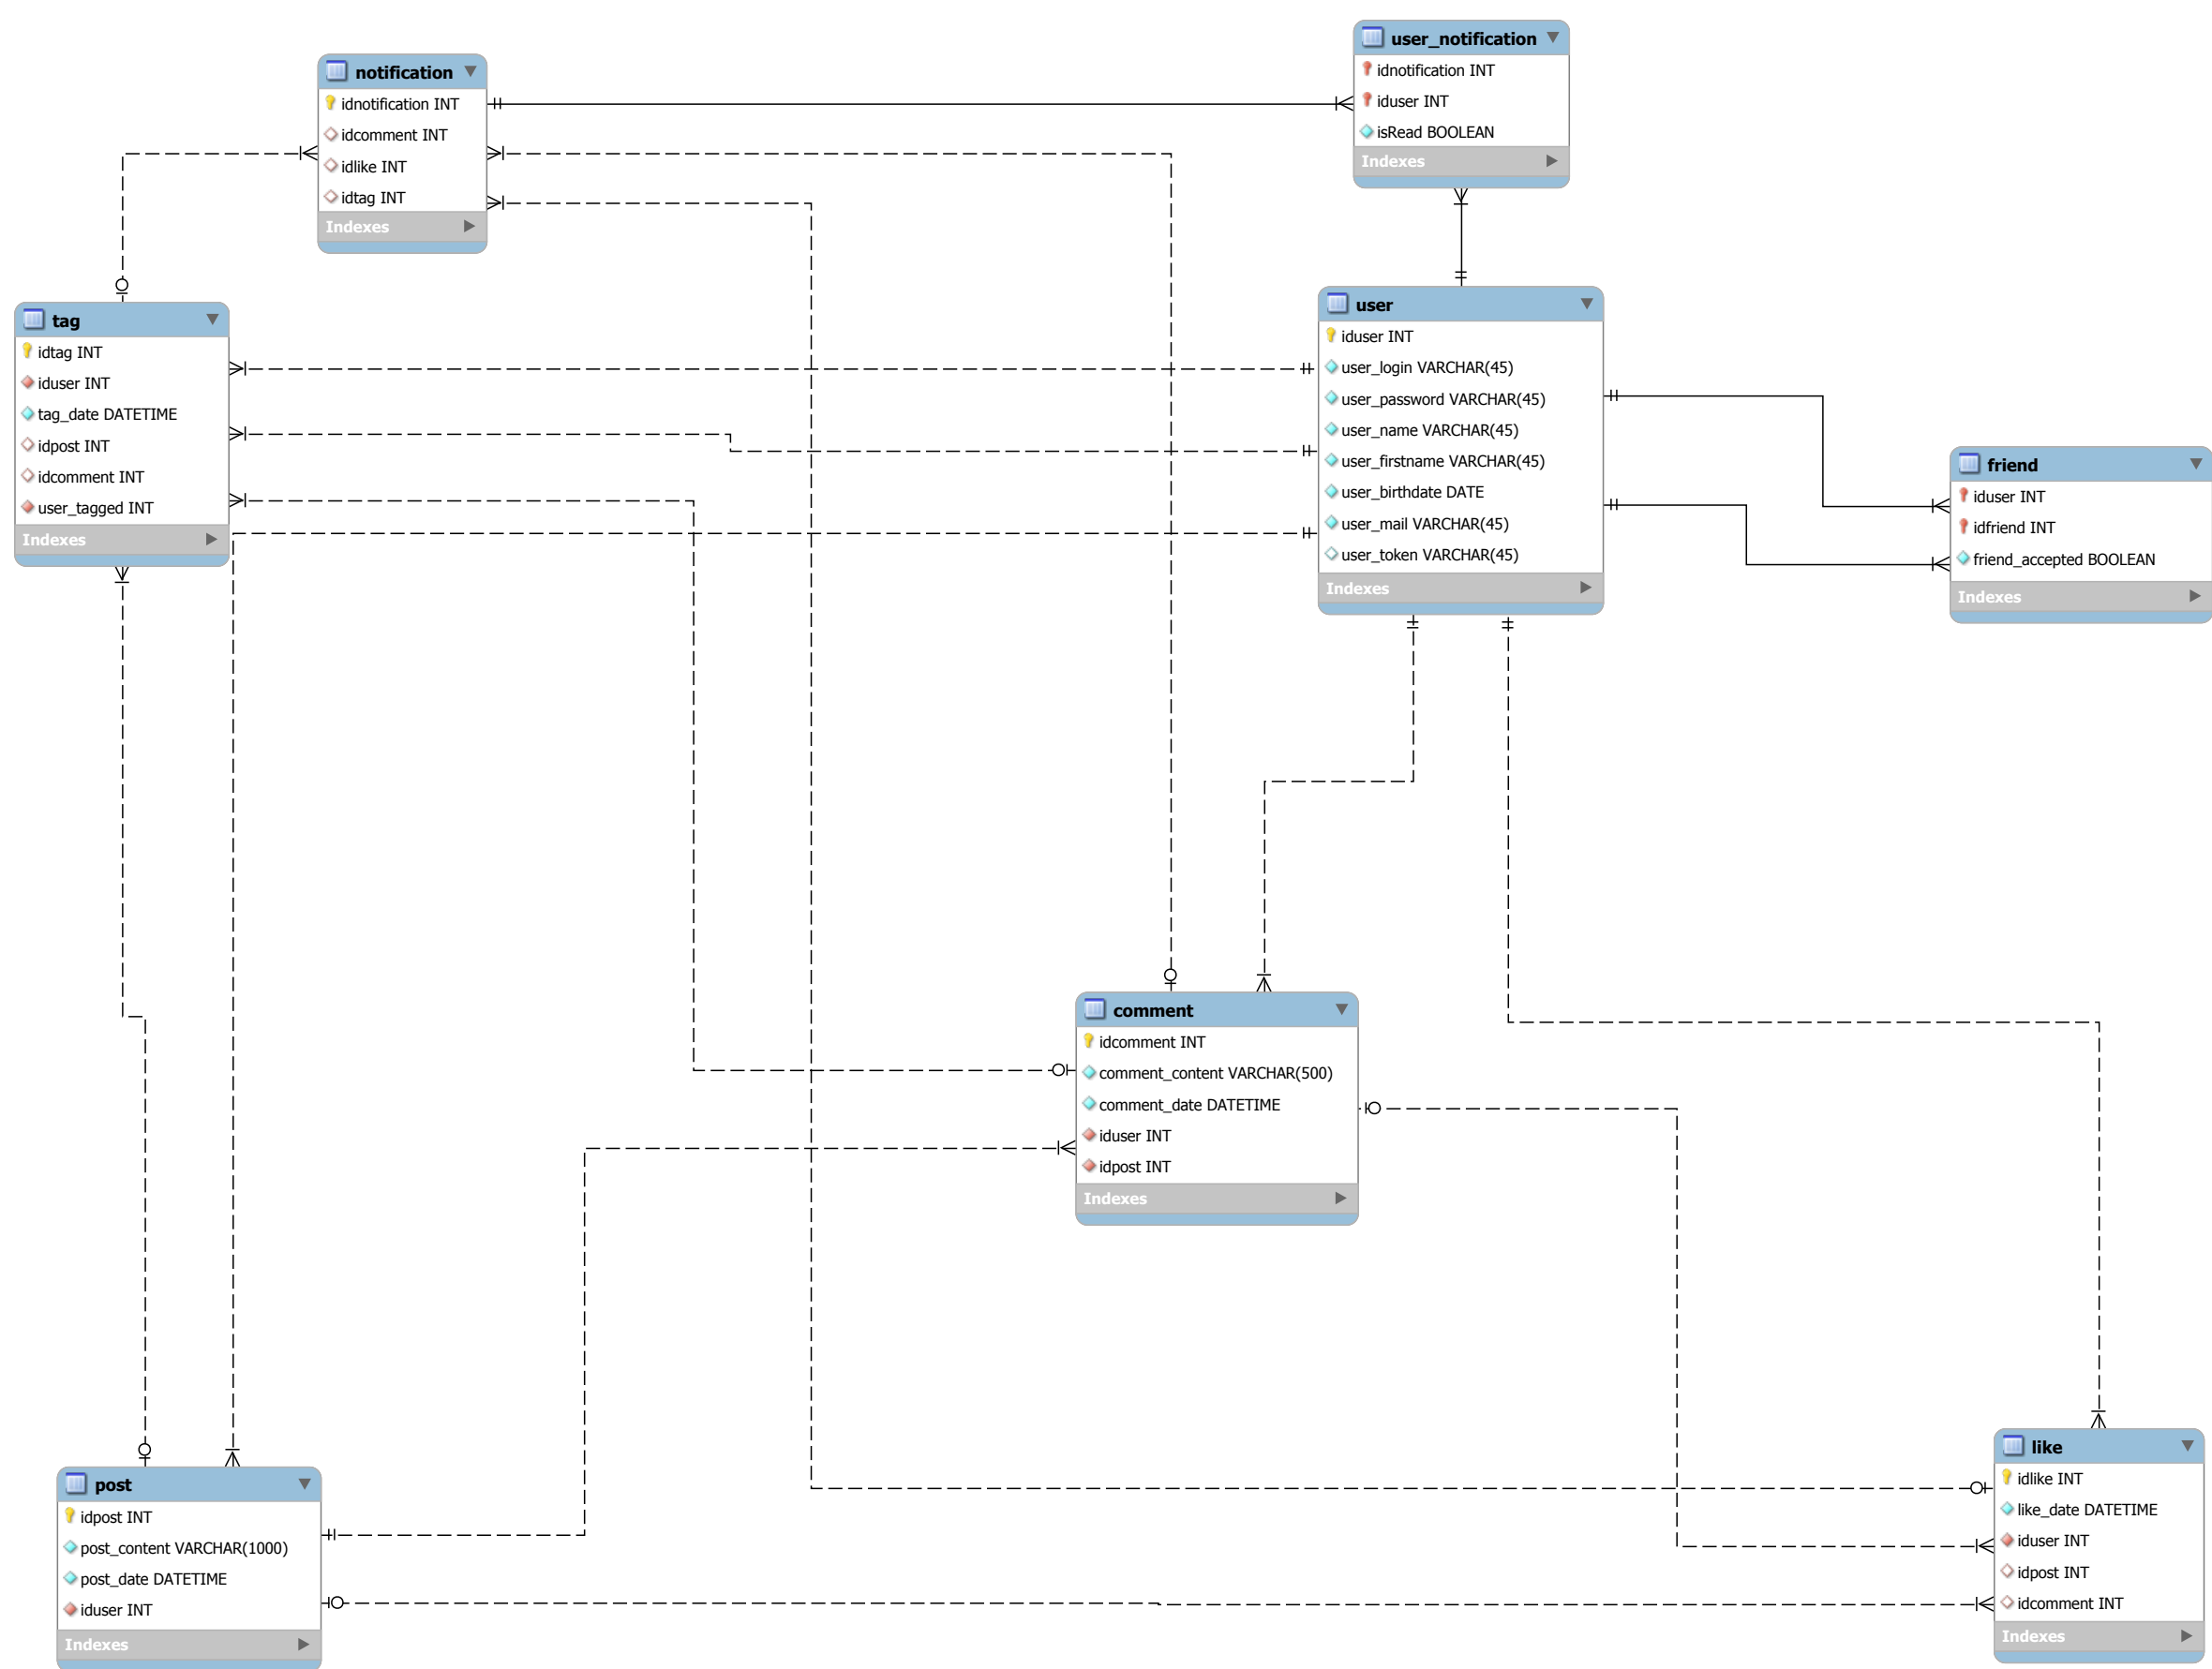 user_notification
idnotification INT
iduser INT
isRead BOOLEAN
Indexes
notification
idnotification INT
idcomment INT
idlike INT
idtag INT
Indexes
tag
idtag INT
iduser INT
tag_date DATETIME
idpost INT
idcomment INT
user_tagged INT
Indexes
user
iduser INT
user_login VARCHAR(45)
user_password VARCHAR(45)
user_name VARCHAR(45)
user_firstname VARCHAR(45)
user_birthdate DATE
user_mail VARCHAR(45)
user_token VARCHAR(45)
Indexes
friend
iduser INT
idfriend INT
friend_accepted BOOLEAN
Indexes
comment
idcomment INT
comment_content VARCHAR(500)
comment_date DATETIME
iduser INT
idpost INT
Indexes
post
idpost INT
post_content VARCHAR(1000)
post_date DATETIME
iduser INT
Indexes
like
idlike INT
like_date DATETIME
iduser INT
idpost INT
idcomment INT
Indexes